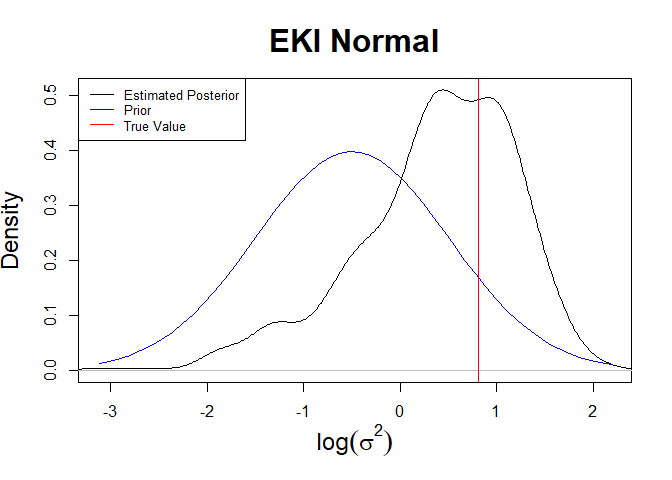 EKI Normal
Estimated Posterior
Prior
True Value
Density
0.5
0.4
0.3
0.2
0.1
0.0
-3 -2 -1 0 1 2
log(σ²)